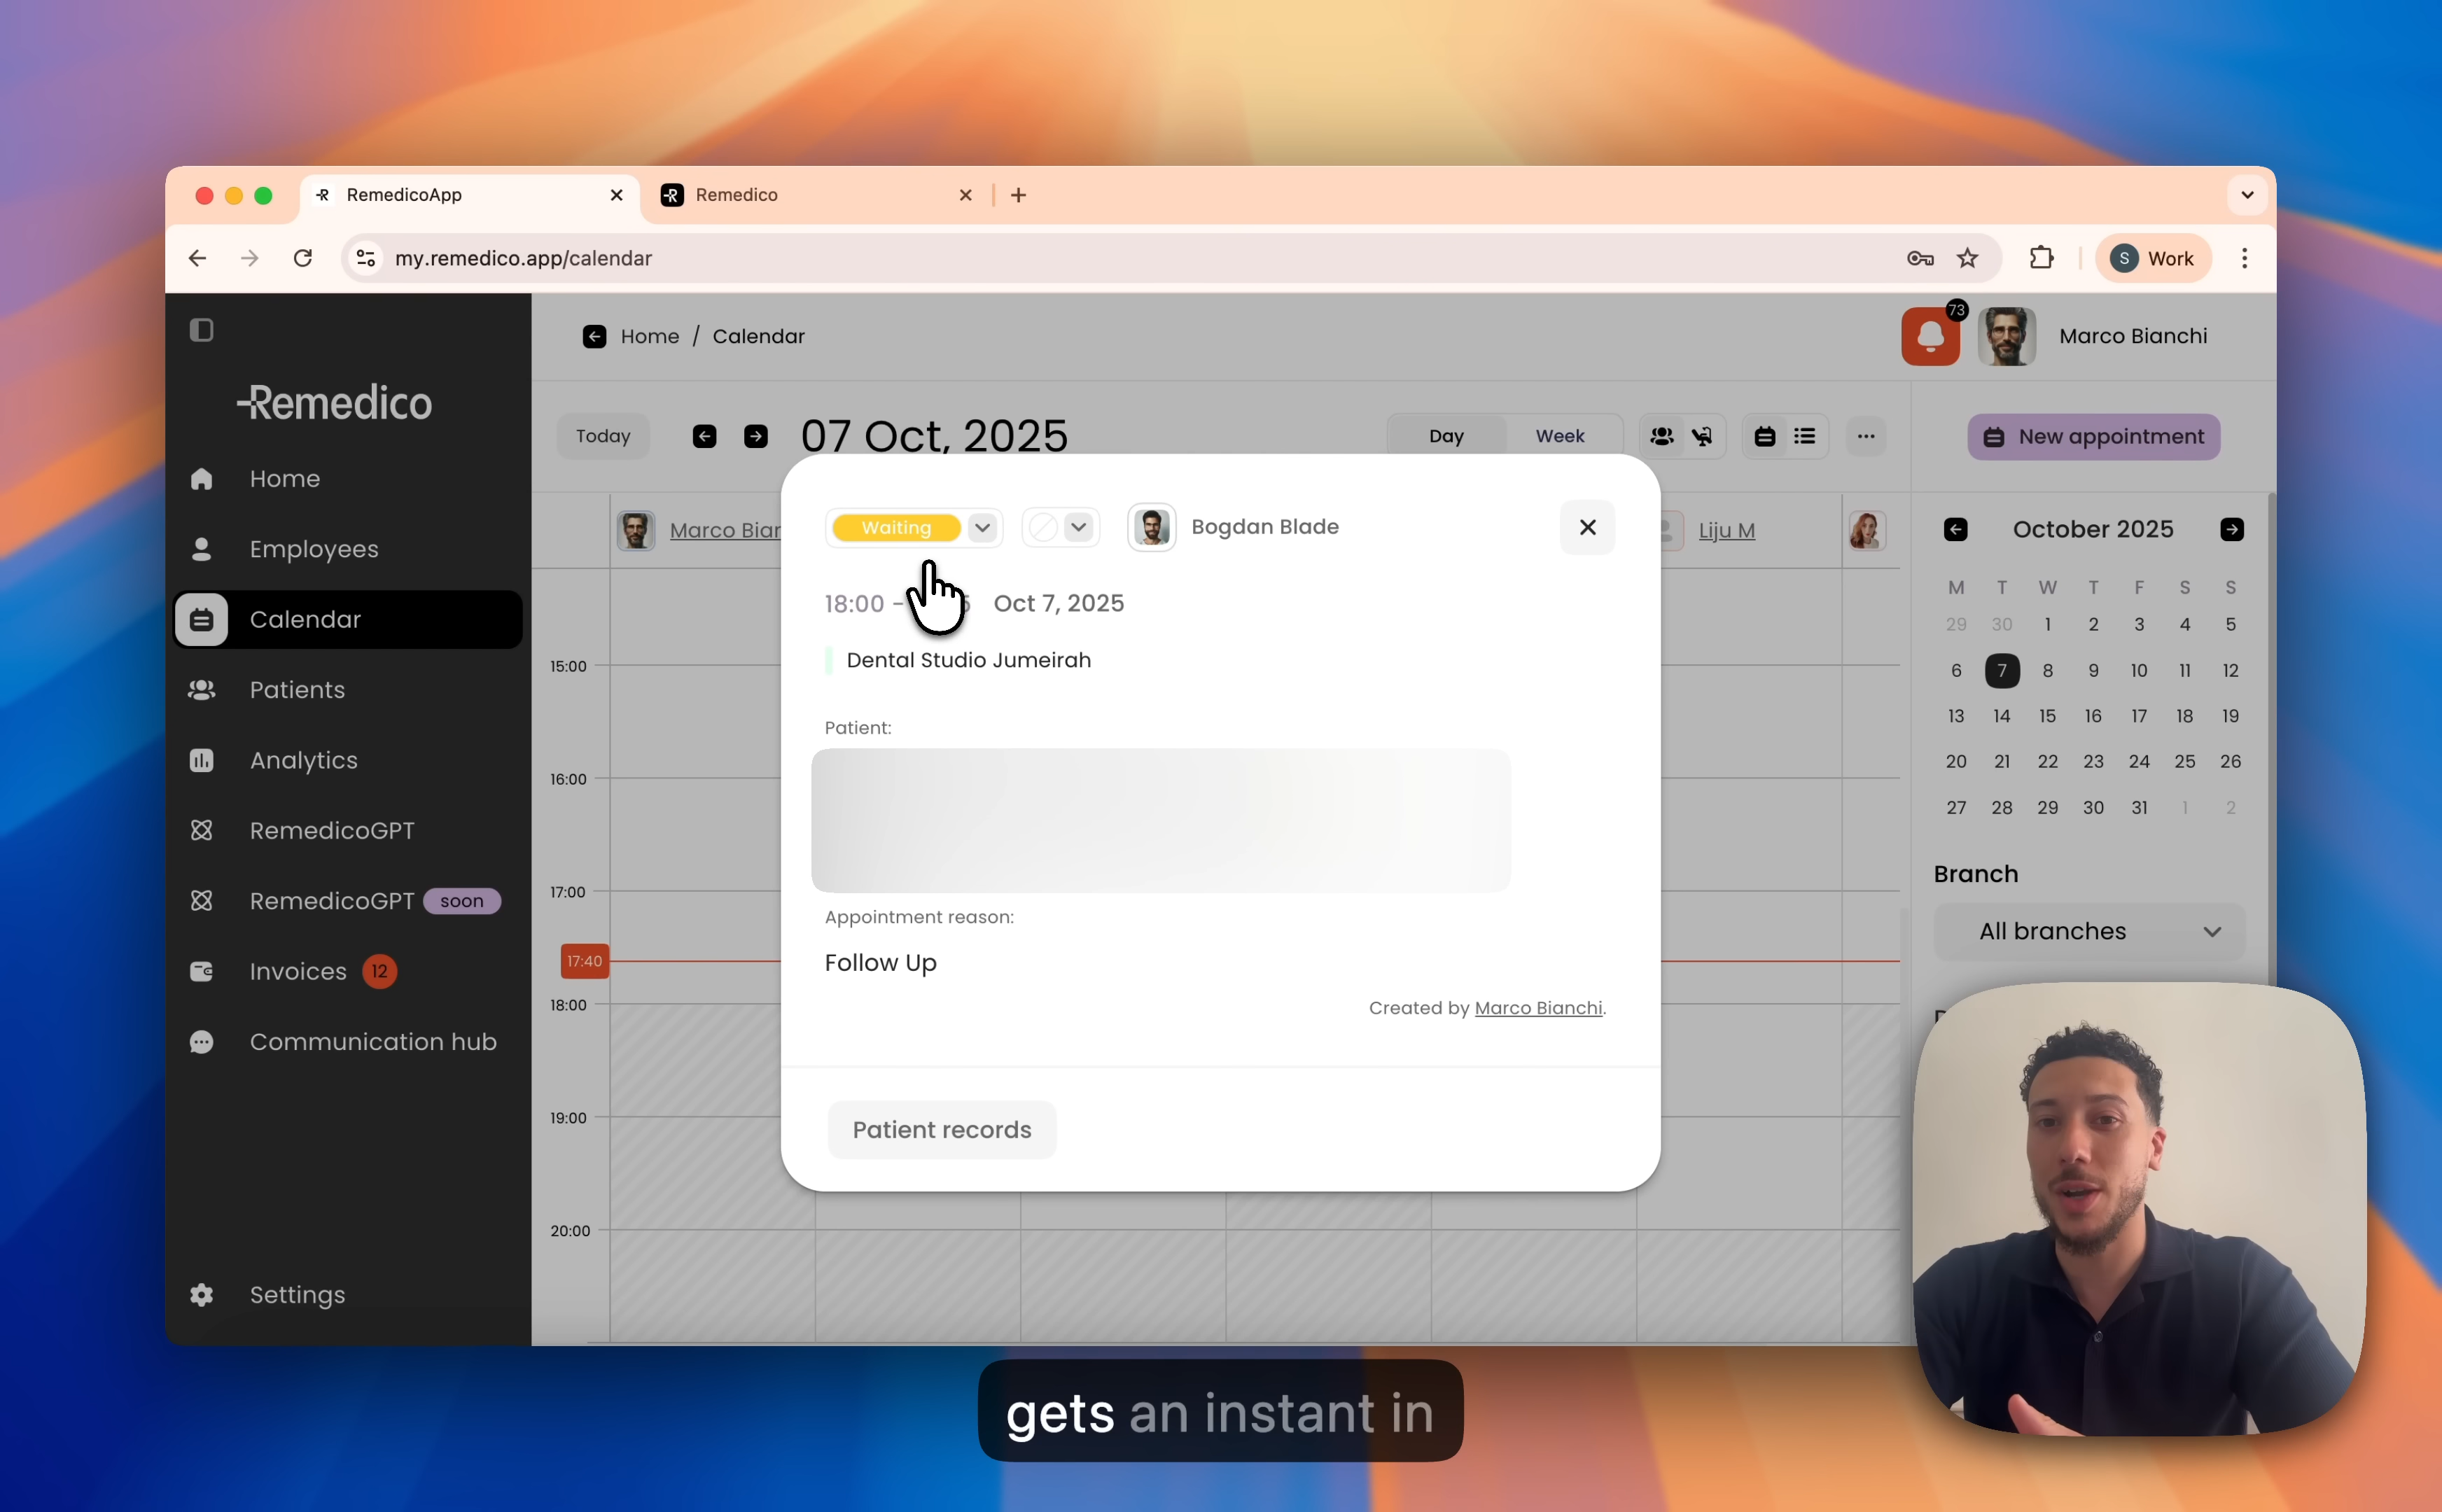 RemedicoApp
Remedico
my.remedico.app/calendar
S Work
Home / Calendar
73
Marco Bianchi
Remedico
Home
Employees
Calendar
Patients
Analytics
RemedicoGPT
RemedicoGPT soon
Invoices 12
Communication hub
Settings
Today
07 Oct, 2025
Day
Week
New appointment
Marco Bian
Liju M
15:00
16:00
17:00
17:40
18:00
19:00
20:00
Waiting
Bogdan Blade
18:00 -
Oct 7, 2025
Dental Studio Jumeirah
Patient:
Appointment reason:
Follow Up
Created by Marco Bianchi.
Patient records
October 2025
M T W T F S S
29 30 1 2 3 4 5
6 7 8 9 10 11 12
13 14 15 16 17 18 19
20 21 22 23 24 25 26
27 28 29 30 31 1 2
Branch
All branches
gets an instant in